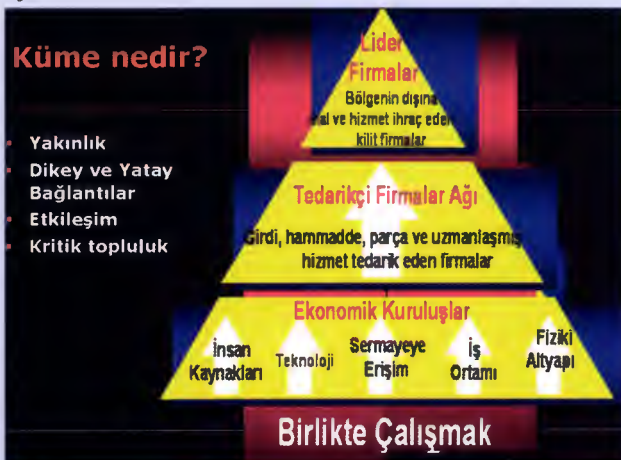 Küme nedir?
Yakınlık
Dikey ve Yatay
Bağlantılar
Etkileşim
Kritik topluluk
Lider
Firmalar
Bölgenin dışına
mal ve hizmet ihraç eden
kilit firmalar
Tedarikçi Firmalar Ağı
Girdi, hammadde, parça ve uzmanlaşmış
hizmet tedarik eden firmalar
Ekonomik Kuruluşlar
İnsan
Kaynakları
Teknoloji
Sermayeye
Erişim
İş
Ortamı
Fiziki
Altyapı
Birlikte Çalışmak